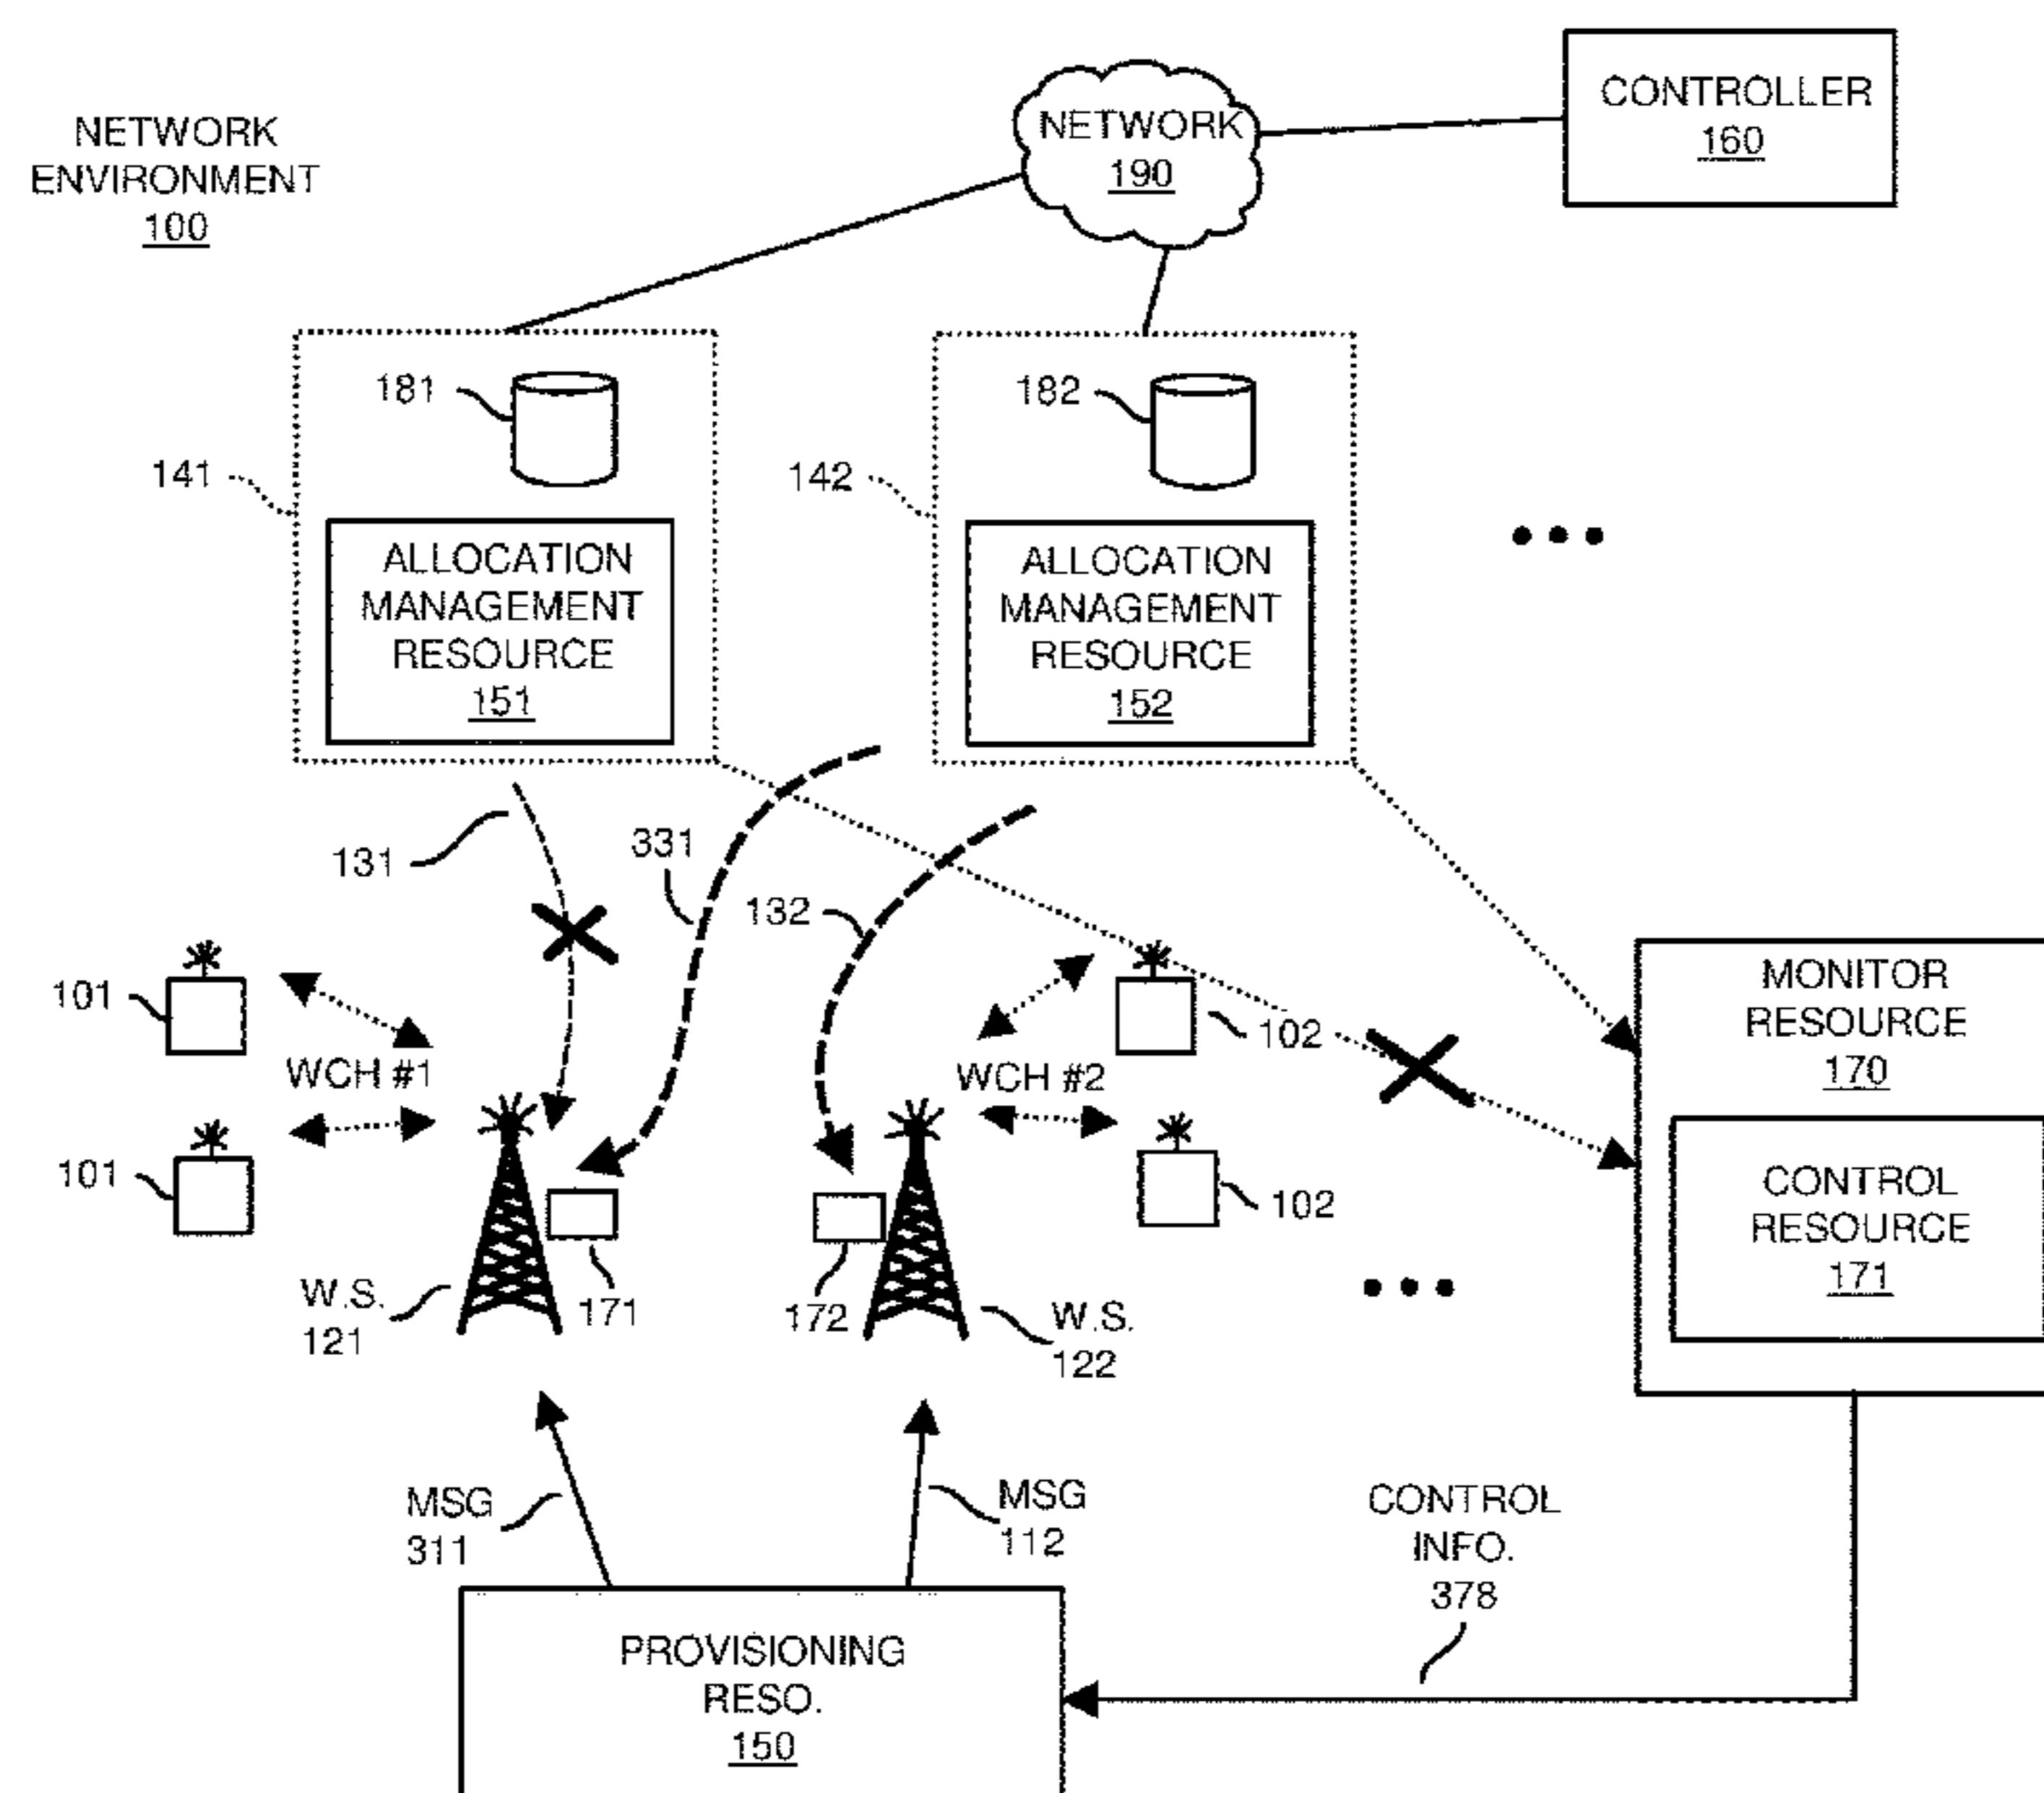 NETWORK
ENVIRONMENT
100
NETWORK
190
CONTROLLER
160
181
182
141
142
ALLOCATION
MANAGEMENT
RESOURCE
151
ALLOCATION
MANAGEMENT
RESOURCE
152
131
331
132
101
WCH #1
101
WCH #2
102
102
MONITOR
RESOURCE
170
CONTROL
RESOURCE
171
W.S.
121
171
172
W.S.
122
MSG
311
MSG
112
CONTROL
INFO.
378
PROVISIONING
RESO.
150